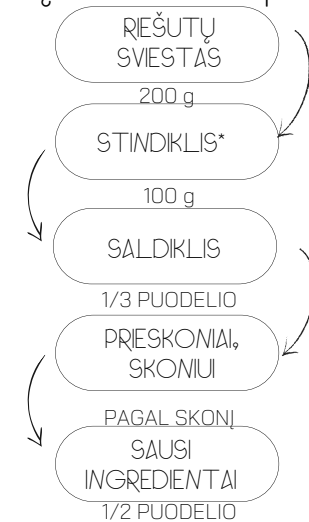 RIEŠUTŲ
SVIESTAS
200 g
STINDIKLIS*
100 g
SALDIKLIS
1/3 PUODELIO
PRIESKONIAI,
SKONIUI
PAGAL SKONĮ
SAUSI
INGREDIENTAI
1/2 PUODELIO